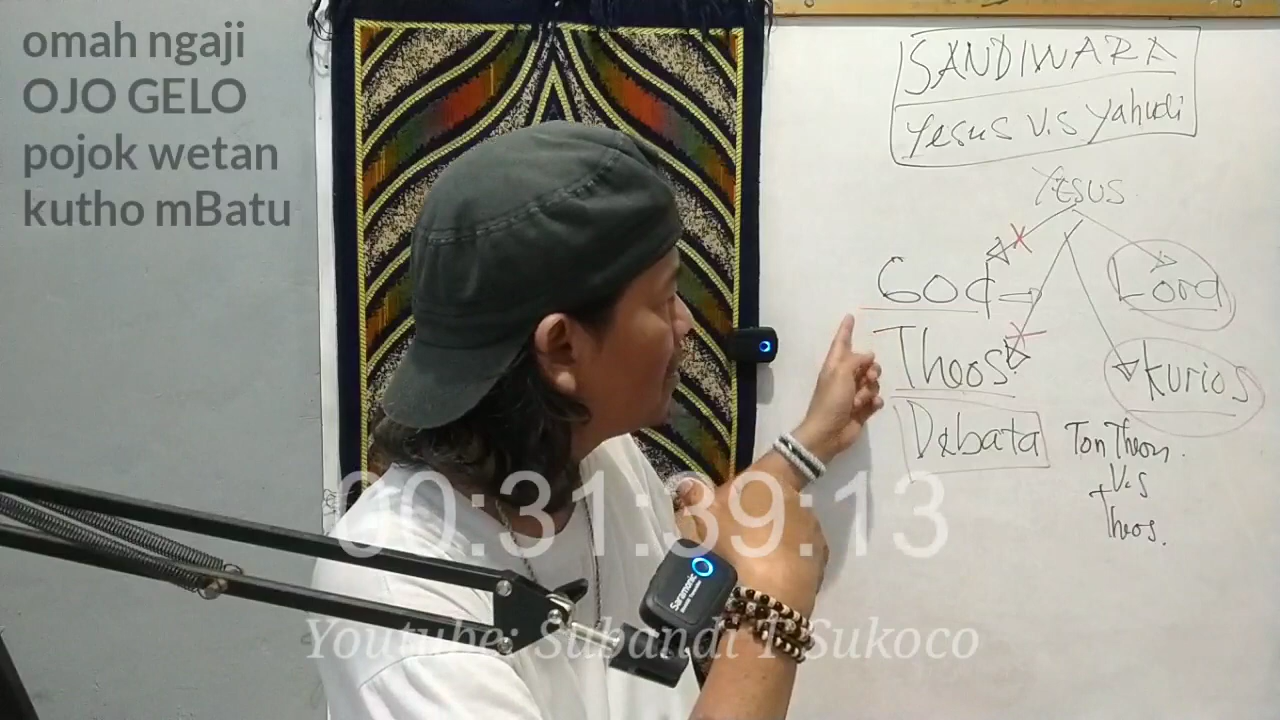 omah ngaji
OJO GELO
pojok wetan
kutho mBatu
SANDIWARA
Yesus V.S Yahudi
Yesus
God
Lord
Theos
Kurios
Debata
Ton Theon.
V.S
Theos.
00:31:39:13
Saramonic
Youtube: Subandi T Sukoco